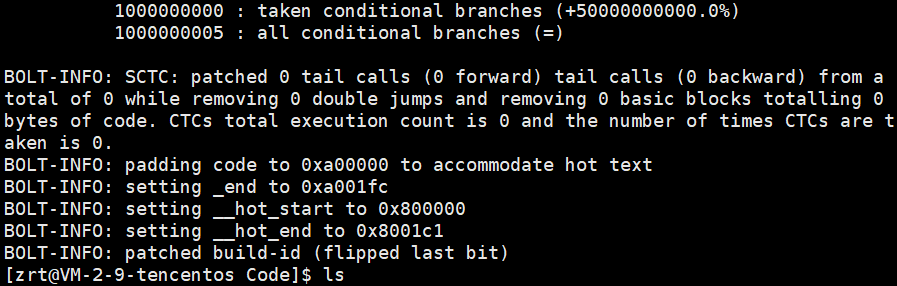 1000000000 : taken conditional branches (+50000000000.0%)
1000000005 : all conditional branches (=)
BOLT-INFO: SCTC: patched 0 tail calls (0 forward) tail calls (0 backward) from a
total of 0 while removing 0 double jumps and removing 0 basic blocks totalling 0
bytes of code. CTCs total execution count is 0 and the number of times CTCs are t
aken is 0.
BOLT-INFO: padding code to 0xa00000 to accommodate hot text
BOLT-INFO: setting _end to 0xa001fc
BOLT-INFO: setting __hot_start to 0x800000
BOLT-INFO: setting __hot_end to 0x8001c1
BOLT-INFO: patched build-id (flipped last bit)
[zrt@VM-2-9-tencentos Code]$ ls